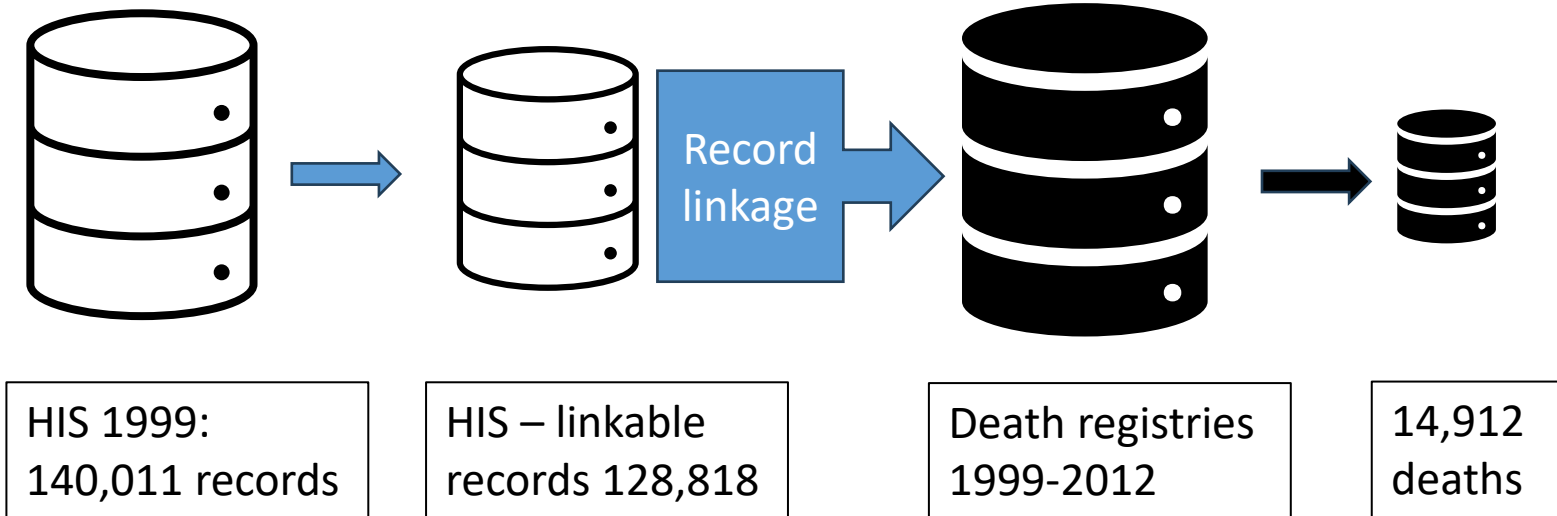 Record
linkage
HIS 1999:
140,011 records
HIS – linkable
records 128,818
Death registries
1999-2012
14,912
deaths